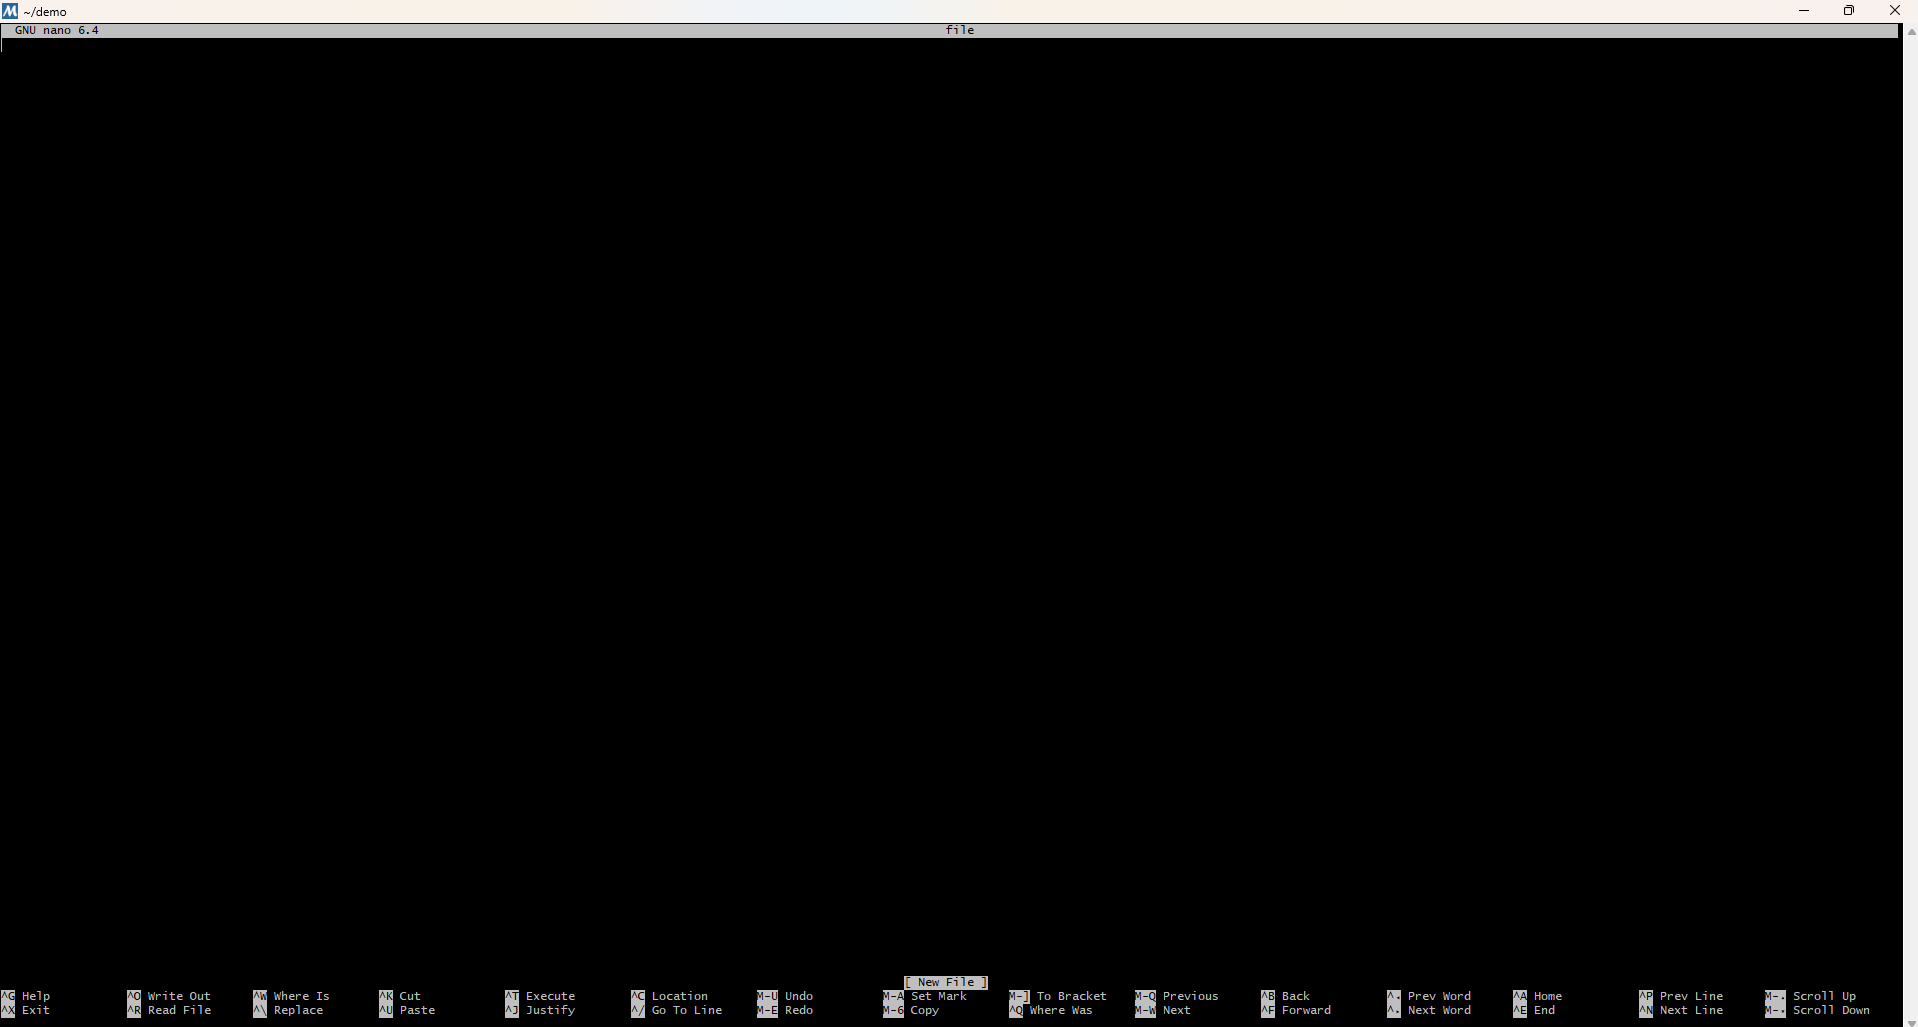 ~/demo
GNU nano 6.4 file
[ New File ]
^G Help ^O Write Out ^W Where Is ^K Cut ^T Execute ^C Location M-U Undo M-A Set Mark M-] To Bracket M-Q Previous ^B Back Prev Word ^A Home ^P Prev Line Scroll Up
^X Exit ^R Read File ^\ Replace ^U Paste ^J Justify ^/ Go To Line M-E Redo M-6 Copy ^Q Where Was M-W Next ^F Forward Next Word ^E End ^N Next Line Scroll Down